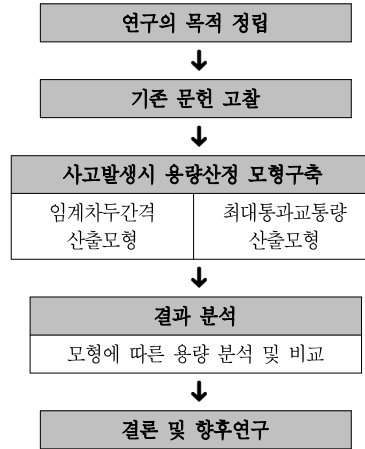 연구의 목적 정립
기존 문헌 고찰
사고발생시 용량산정 모형구축
임계차두간격
산출모형
최대통과교통량
산출모형
결과 분석
모형에 따른 용량 분석 및 비교
결론 및 향후연구